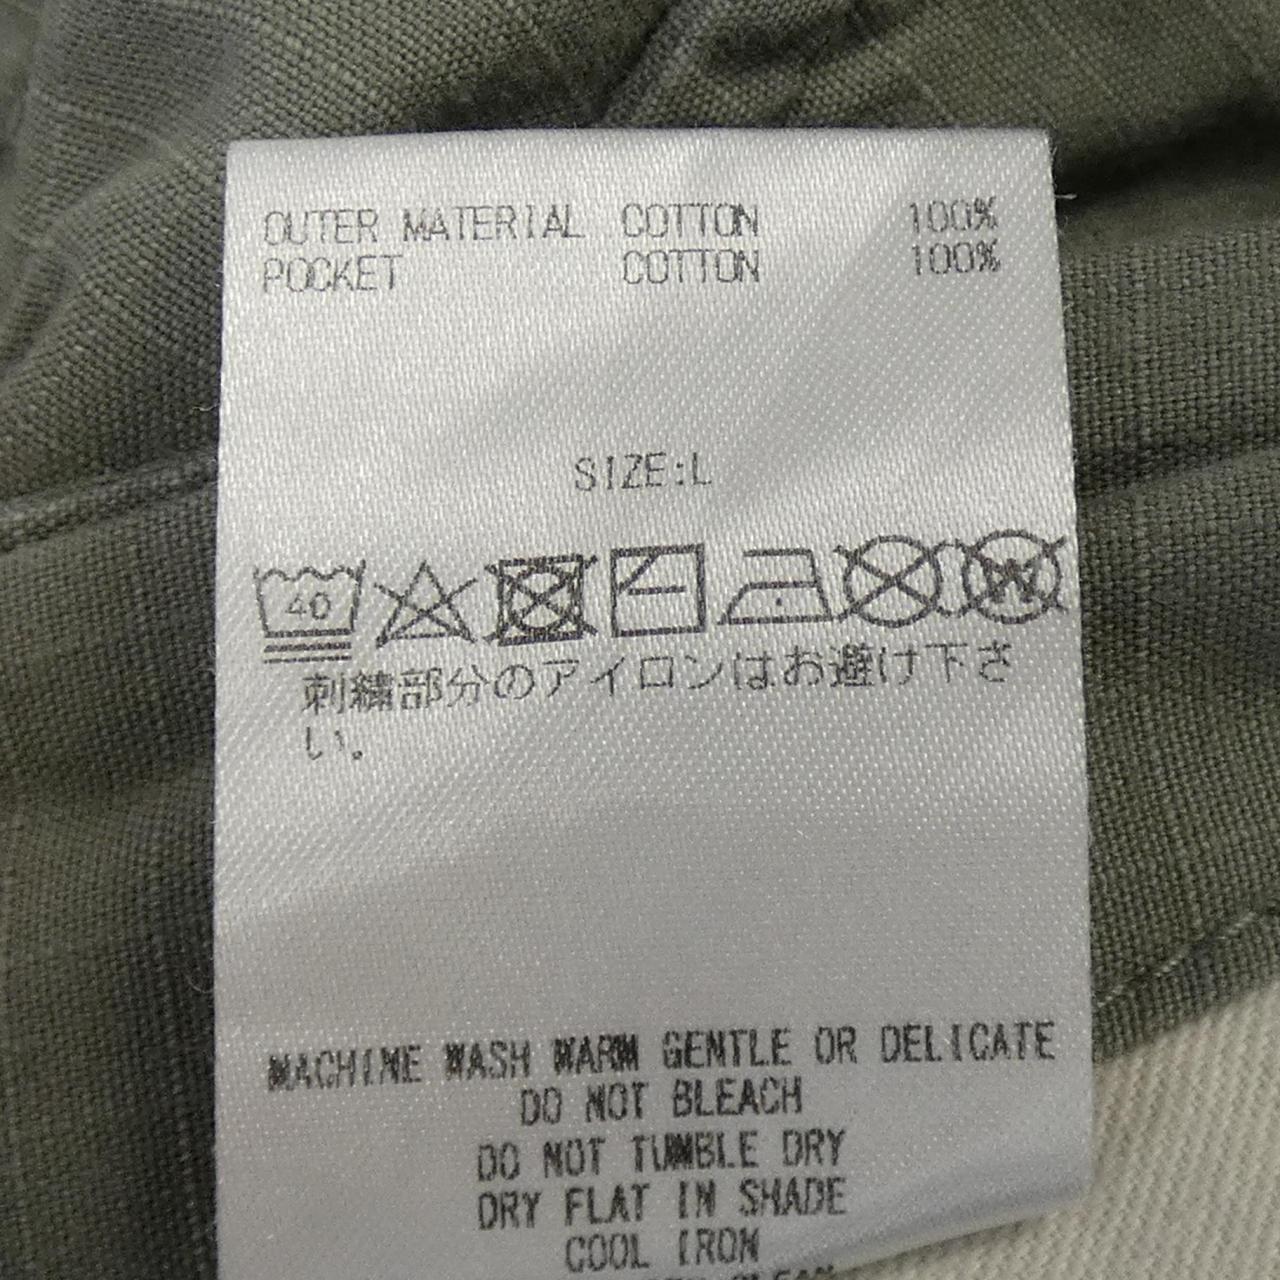 OUTER MATERIAL COTTON 100%
POCKET COTTON 100%
SIZE:L
40
W
刺繍部分のアイロンはお避け下さ
い。
MACHINE WASH WARM GENTLE OR DELICATE
DO NOT BLEACH
DO NOT TUMBLE DRY
DRY FLAT IN SHADE
COOL IRON